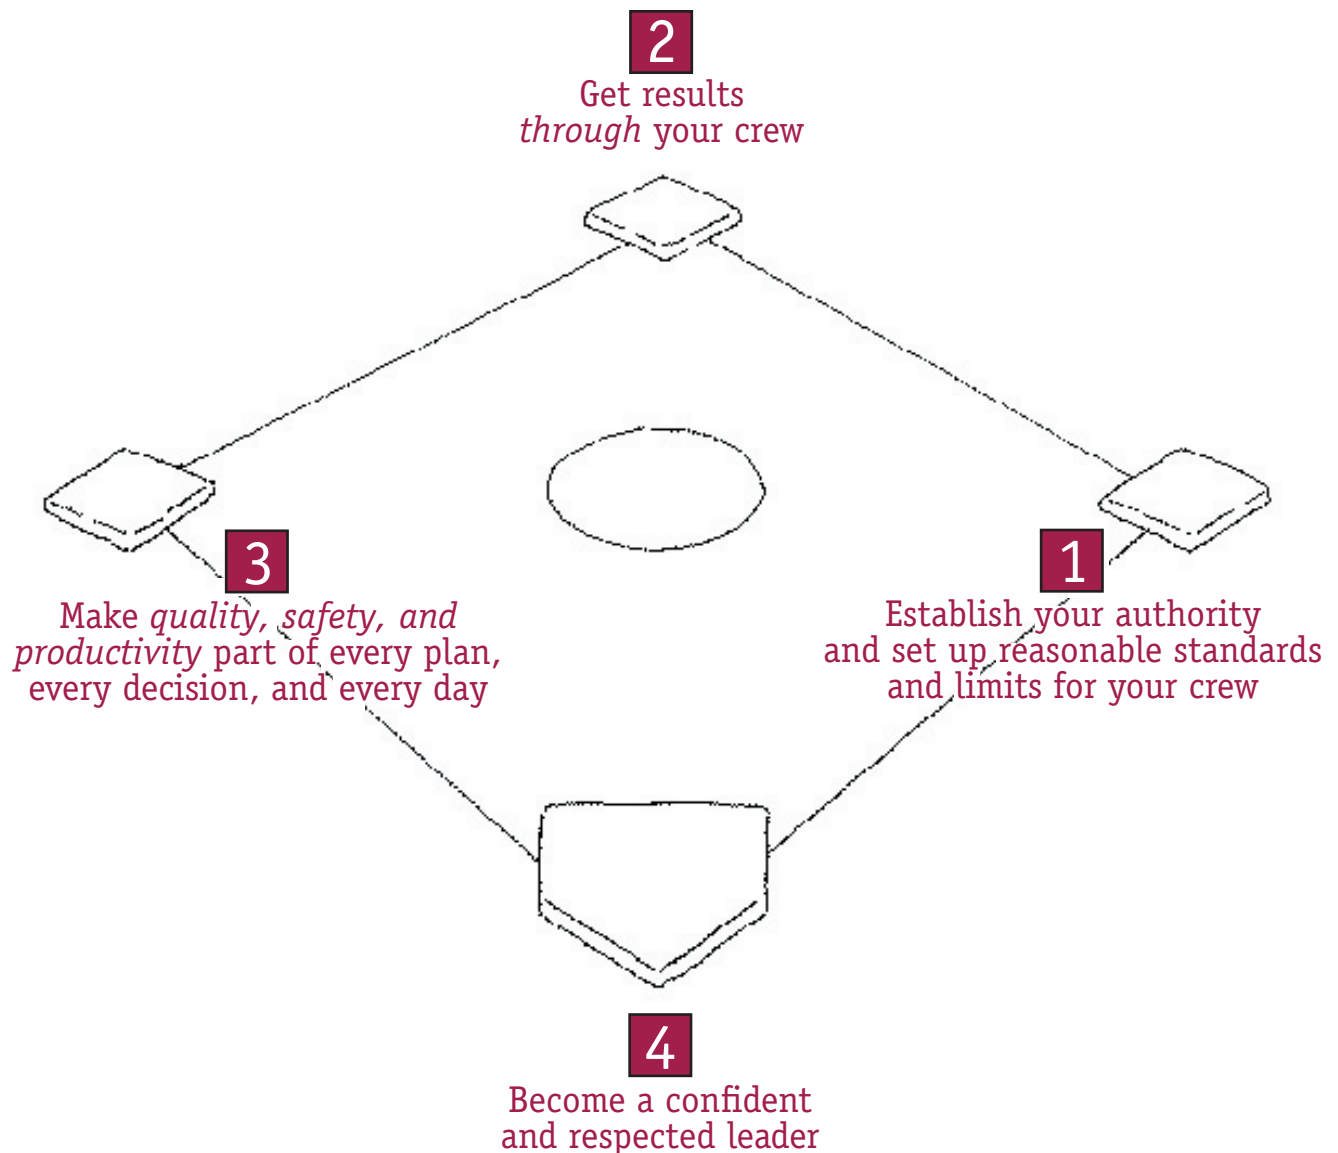 2
Get results
through your crew
3
Make quality, safety, and
productivity part of every plan,
every decision, and every day
1
Establish your authority
and set up reasonable standards
and limits for your crew
4
Become a confident
and respected leader